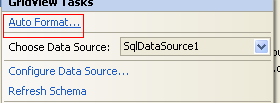 GridView Tasks
Auto Format...
Choose Data Source: SqlDataSource1
Configure Data Source...
Refresh Schema